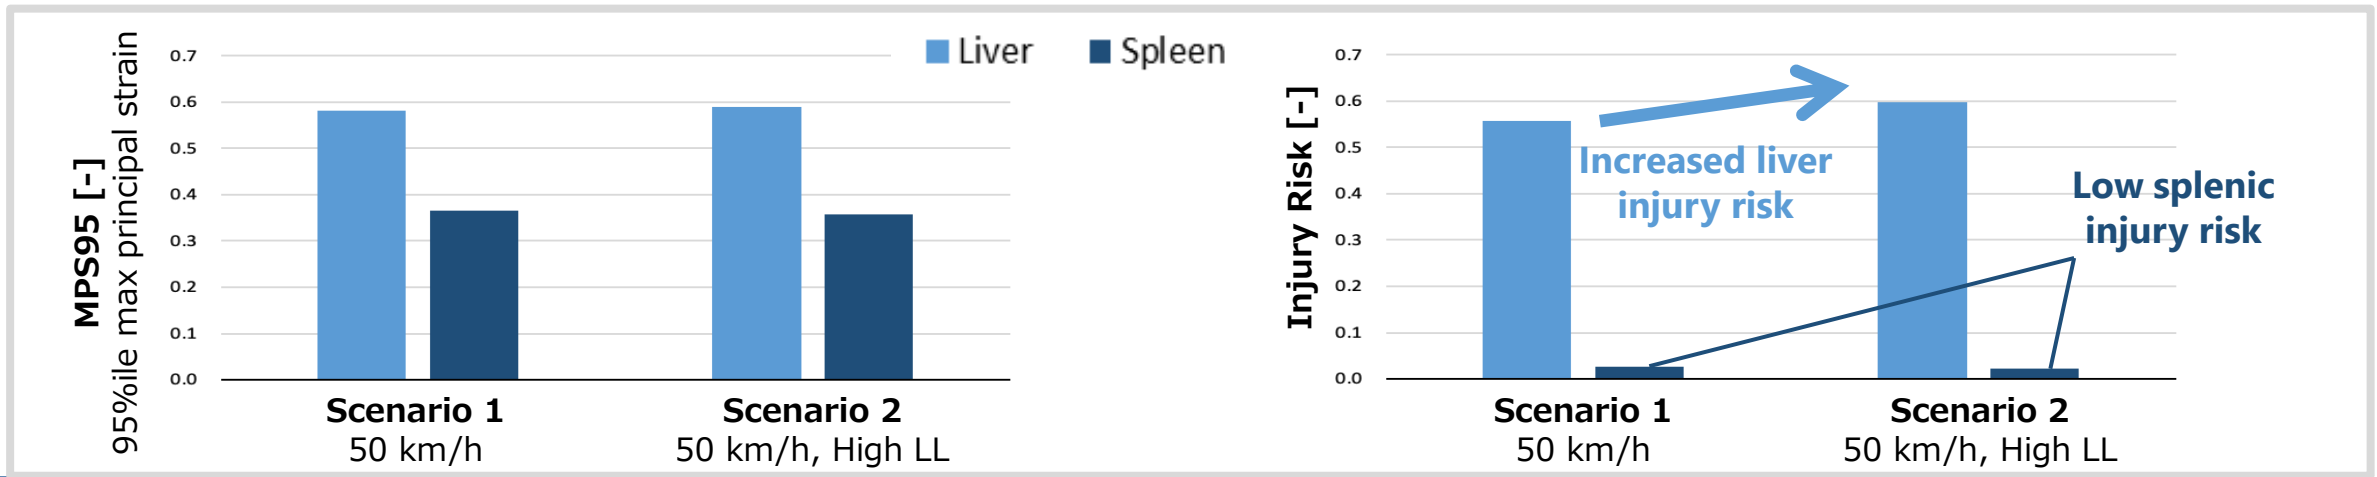 MPS95 [-]
95%ile max principal strain
0.7
0.6
0.5
0.4
0.3
0.2
0.1
0.0
Scenario 1
50 km/h
Scenario 2
50 km/h, High LL
Liver
Spleen
Injury Risk [-]
0.7
0.6
0.5
0.4
0.3
0.2
0.1
0.0
Increased liver
injury risk
Low splenic
injury risk
Scenario 1
50 km/h
Scenario 2
50 km/h, High LL